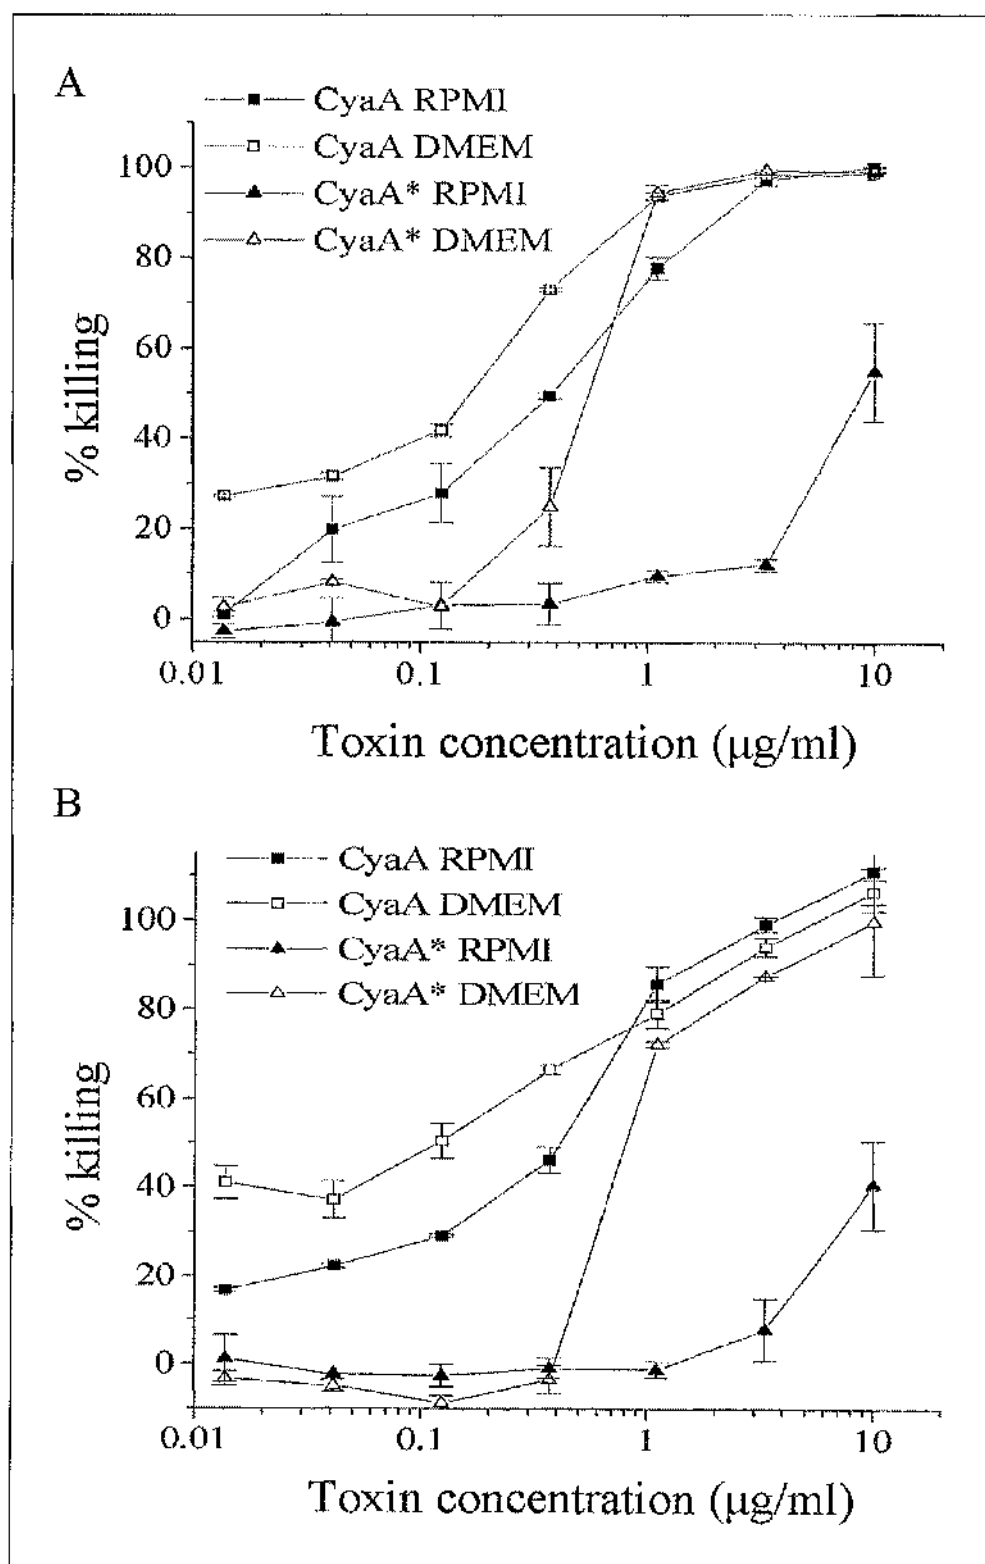 A
CyaA RPMI
CyaA DMEM
CyaA* RPMI
CyaA* DMEM
100
80
60
40
20
0
% killing
0.01 0.1 1 10
Toxin concentration (μg/ml)
B
CyaA RPMI
CyaA DMEM
CyaA* RPMI
CyaA* DMEM
100
80
60
40
20
0
% killing
0.01 0.1 1 10
Toxin concentration (μg/ml)